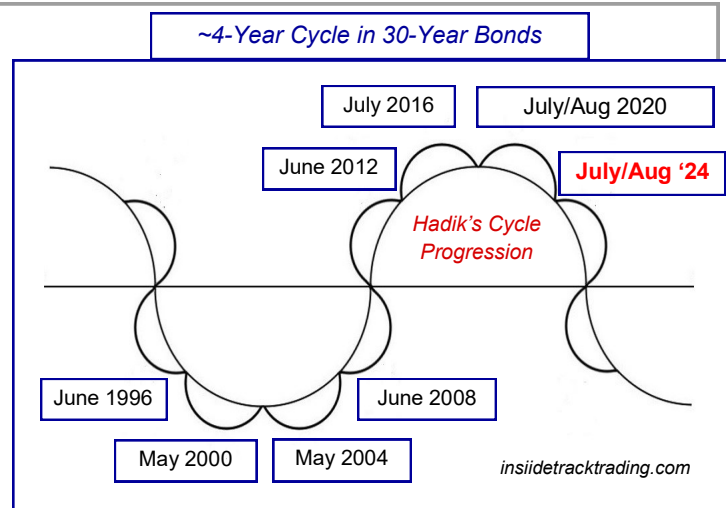 ~4-Year Cycle in 30-Year Bonds
July 2016
July/Aug 2020
June 2012
July/Aug ‘24
Hadik's Cycle
Progression
June 1996
June 2008
May 2000
May 2004
insiidetracktrading.com